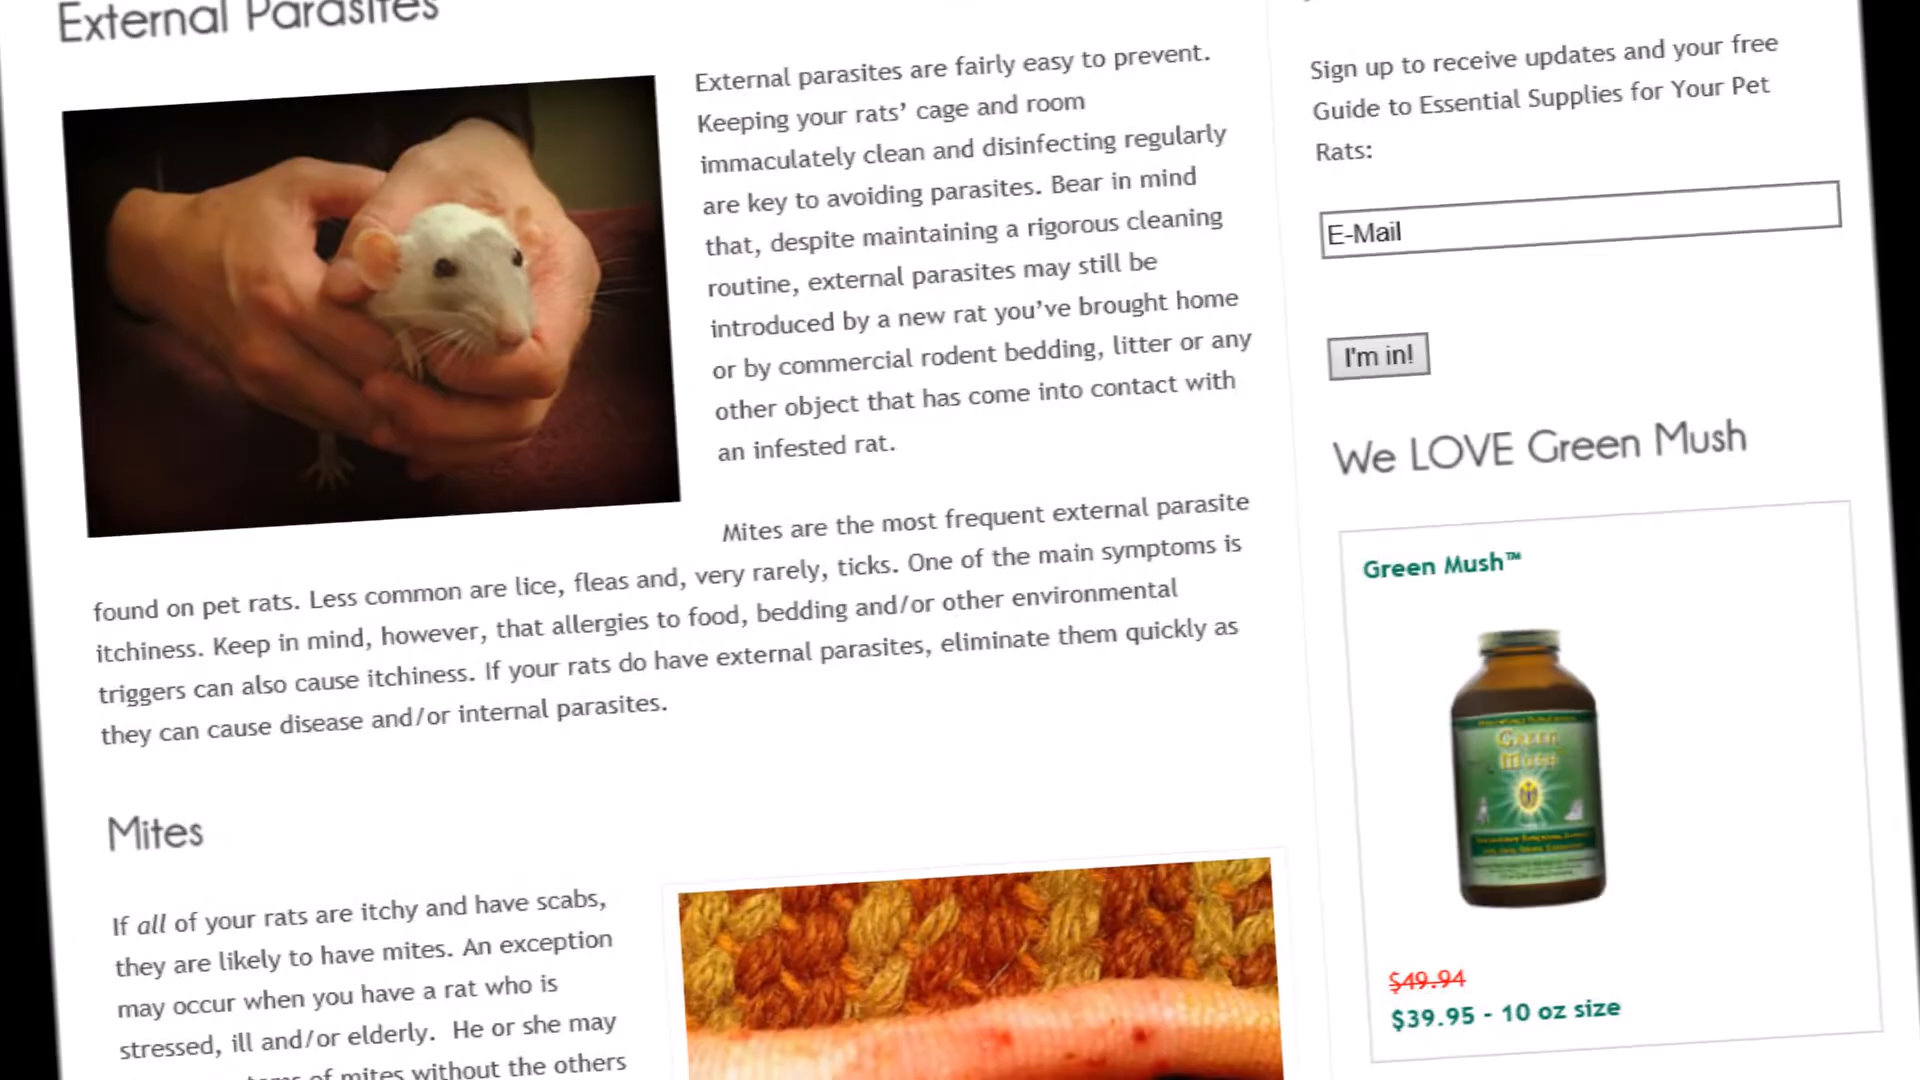 External Parasites
External parasites are fairly easy to prevent.
Keeping your rats’ cage and room
immaculately clean and disinfecting regularly
are key to avoiding parasites. Bear in mind
that, despite maintaining a rigorous cleaning
routine, external parasites may still be
introduced by a new rat you’ve brought home
or by commercial rodent bedding, litter or any
other object that has come into contact with
an infested rat.
Mites are the most frequent external parasite
found on pet rats. Less common are lice, fleas and, very rarely, ticks. One of the main symptoms is
itchiness. Keep in mind, however, that allergies to food, bedding and/or other environmental
triggers can also cause itchiness. If your rats do have external parasites, eliminate them quickly as
they can cause disease and/or internal parasites.
Mites
If all of your rats are itchy and have scabs,
they are likely to have mites. An exception
may occur when you have a rat who is
stressed, ill and/or elderly. He or she may
of mites without the others
Sign up to receive updates and your free
Guide to Essential Supplies for Your Pet
Rats:
E-Mail
I'm in!
We LOVE Green Mush
Green Mush™
Green
Mush
$49.94
$39.95 - 10 oz size